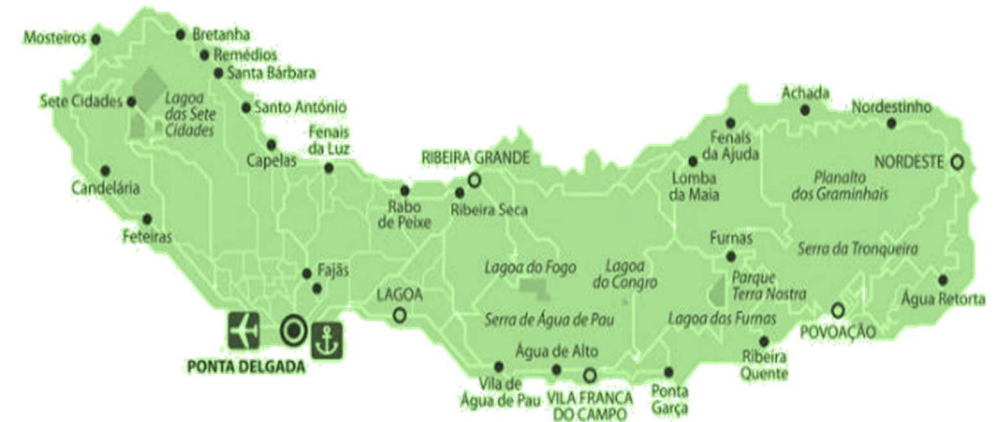 Mosteiros
Bretanha
Remédios
Santa Bárbara
Sete Cidades
Lagoa
das Sete
Cidades
Santo António
Fenais
da Luz
Capelas
Candelária
Feteiras
RIBEIRA GRANDE
Rabo
de Peixe
Ribeira Seca
Achada
Nordestinho
Fenais
da Ajuda
NORDESTE
Lomba
da Maia
Planalto
dos Graminhais
Furnas
Serra da Tronqueira
Fajãs
LAGOA
Lagoa do Fogo
Lagoa
do Congro
Parque
Terra Nostra
Água Retorta
Serra de Água de Pau
Lagoa das Furnas
POVOAÇÃO
PONTA DELGADA
Água de Alto
Vila de
Água de Pau
VILA FRANCA
DO CAMPO
Ponta
Garça
Ribeira
Quente